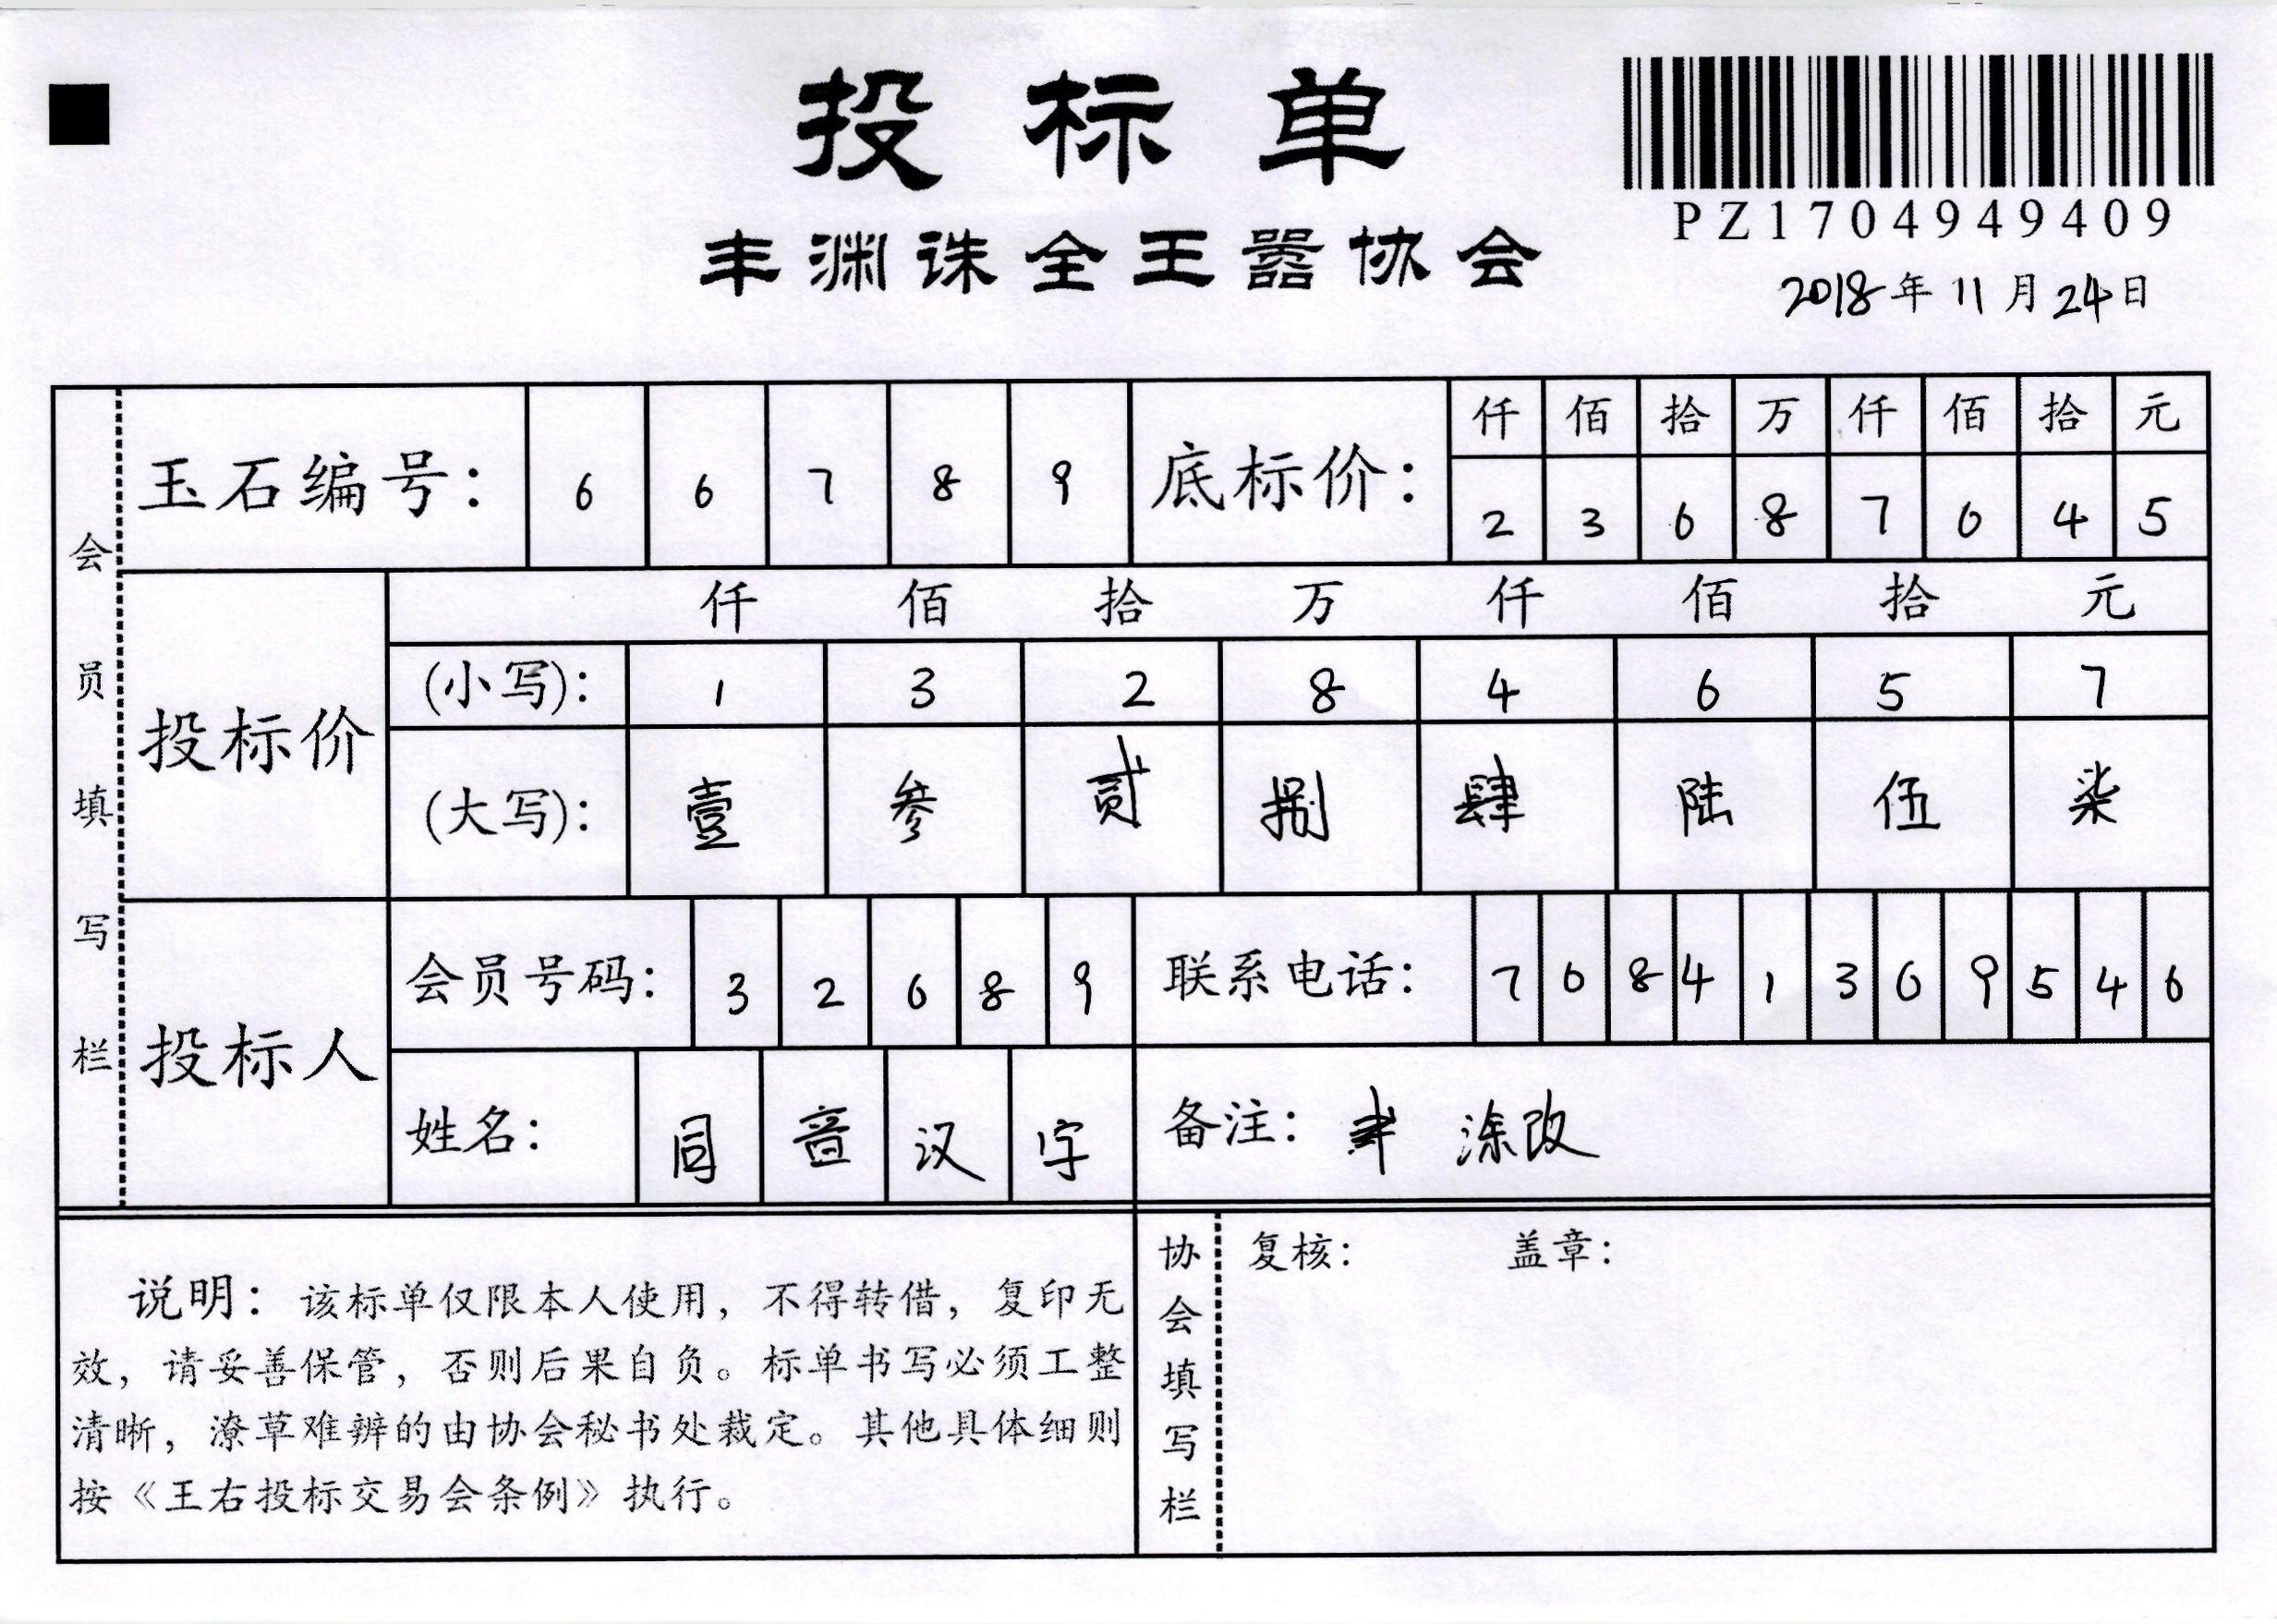 投标单
PZ1704949409
丰渊诛全王嚣协会
2018年11月24日
会员填写栏
玉石编号: 6 6 7 8 9
底标价: 仟 佰 拾 万 仟 佰 拾 元
2 3 6 8 7 6 4 5
投标价
仟 佰 拾 万 仟 佰 拾 元
(小写): 1 3 2 8 4 6 5 7
(大写): 壹 参 贰 捌 肆 陆 伍 柒
投标人
会员号码: 3 2 6 8 9
联系电话: 7 6 8 4 1 3 6 9 5 4 6
姓名: 同 音 汉 字
备注: 涂改
说明: 该标单仅限本人使用, 不得转借, 复印无
效, 请妥善保管, 否则后果自负。标单书写必须工整
清晰, 潦草难辨的由协会秘书处裁定。其他具体细则
按《王右投标交易会条例》执行。
协会填写栏
复核: 盖章: